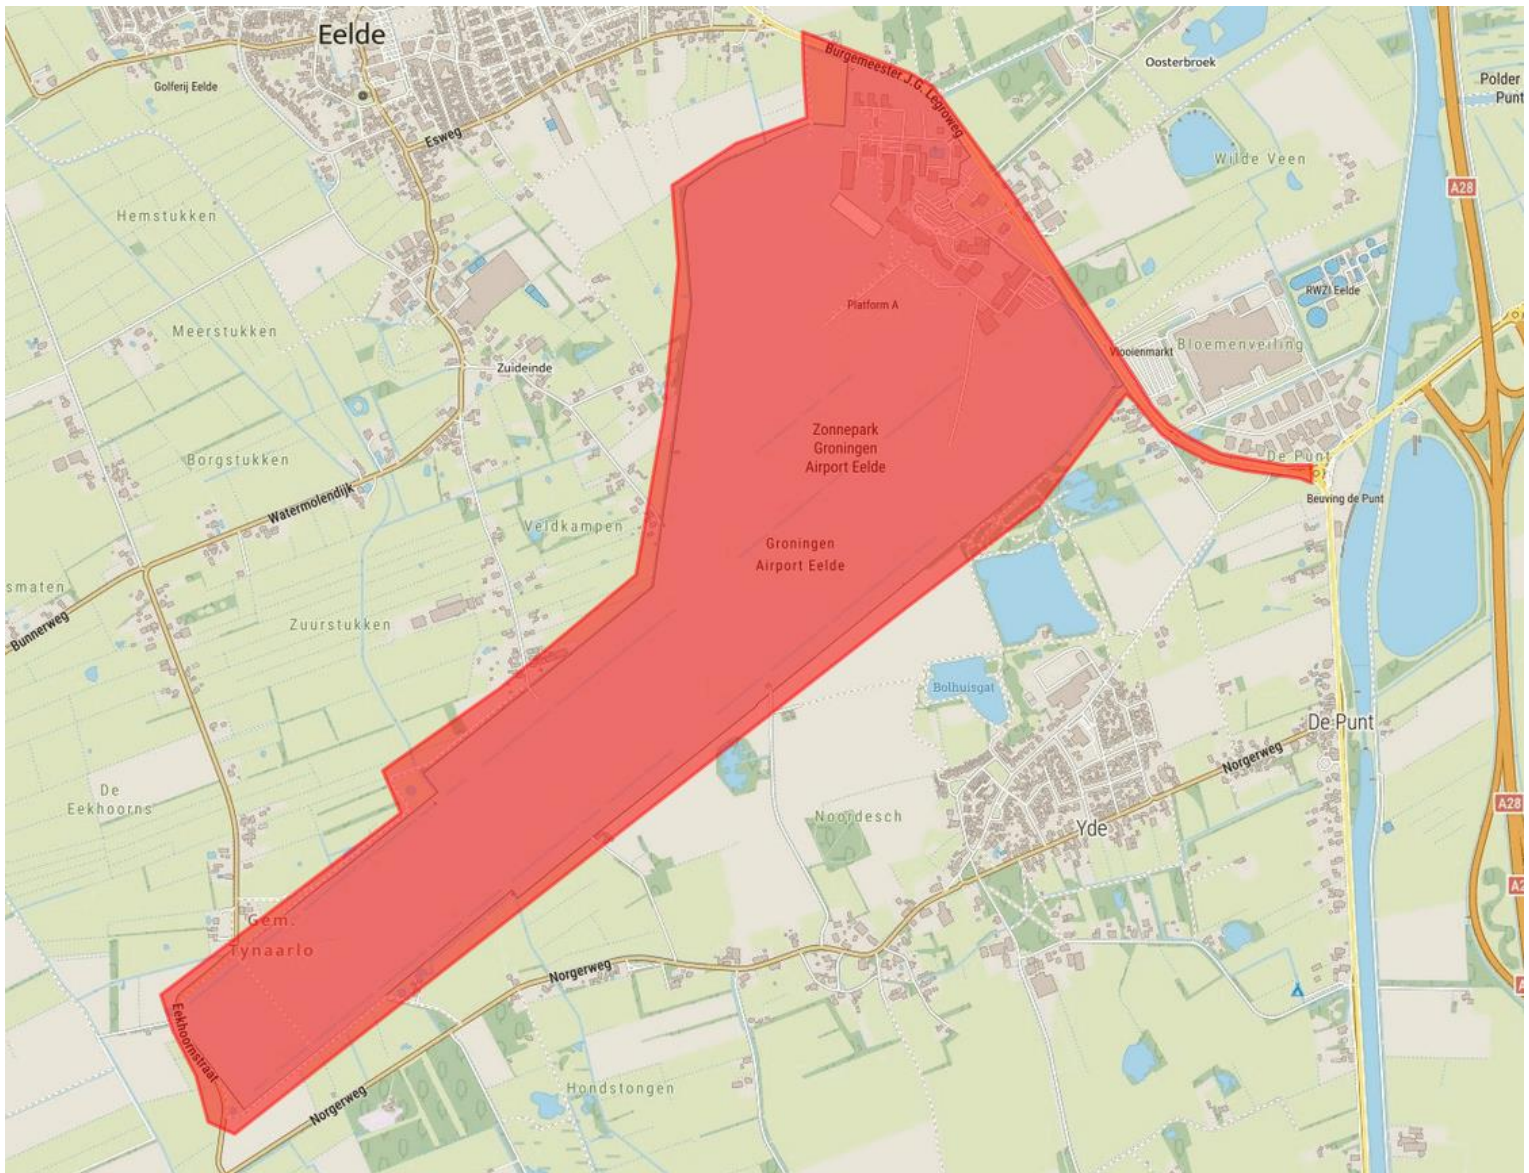 Eelde
Golferij Eelde
Esweg
Burgemeester J.G. Legroweg
Oosterbroek
Polder
Punt
Wilde Veen
A28
Hemstukken
Meerstukken
Zuideinde
Platform A
RWZI Eelde
Vlooienmarkt
Bloemenveiling
Zonnepark
Groningen
Airport Eelde
De Punt
Beuving de Punt
Borgstukken
Watermolendijk
Veldkampen
Groningen
Airport Eelde
smaten
Bunnerweg
Zuurstukken
Bolhuisgat
De Punt
Norgerweg
De
Eekhoorns
Noordesch
Yde
A28
A2
Gem.
Tynaarlo
Norgerweg
A
Eekhoornstraat
Norgerweg
Hondstongen